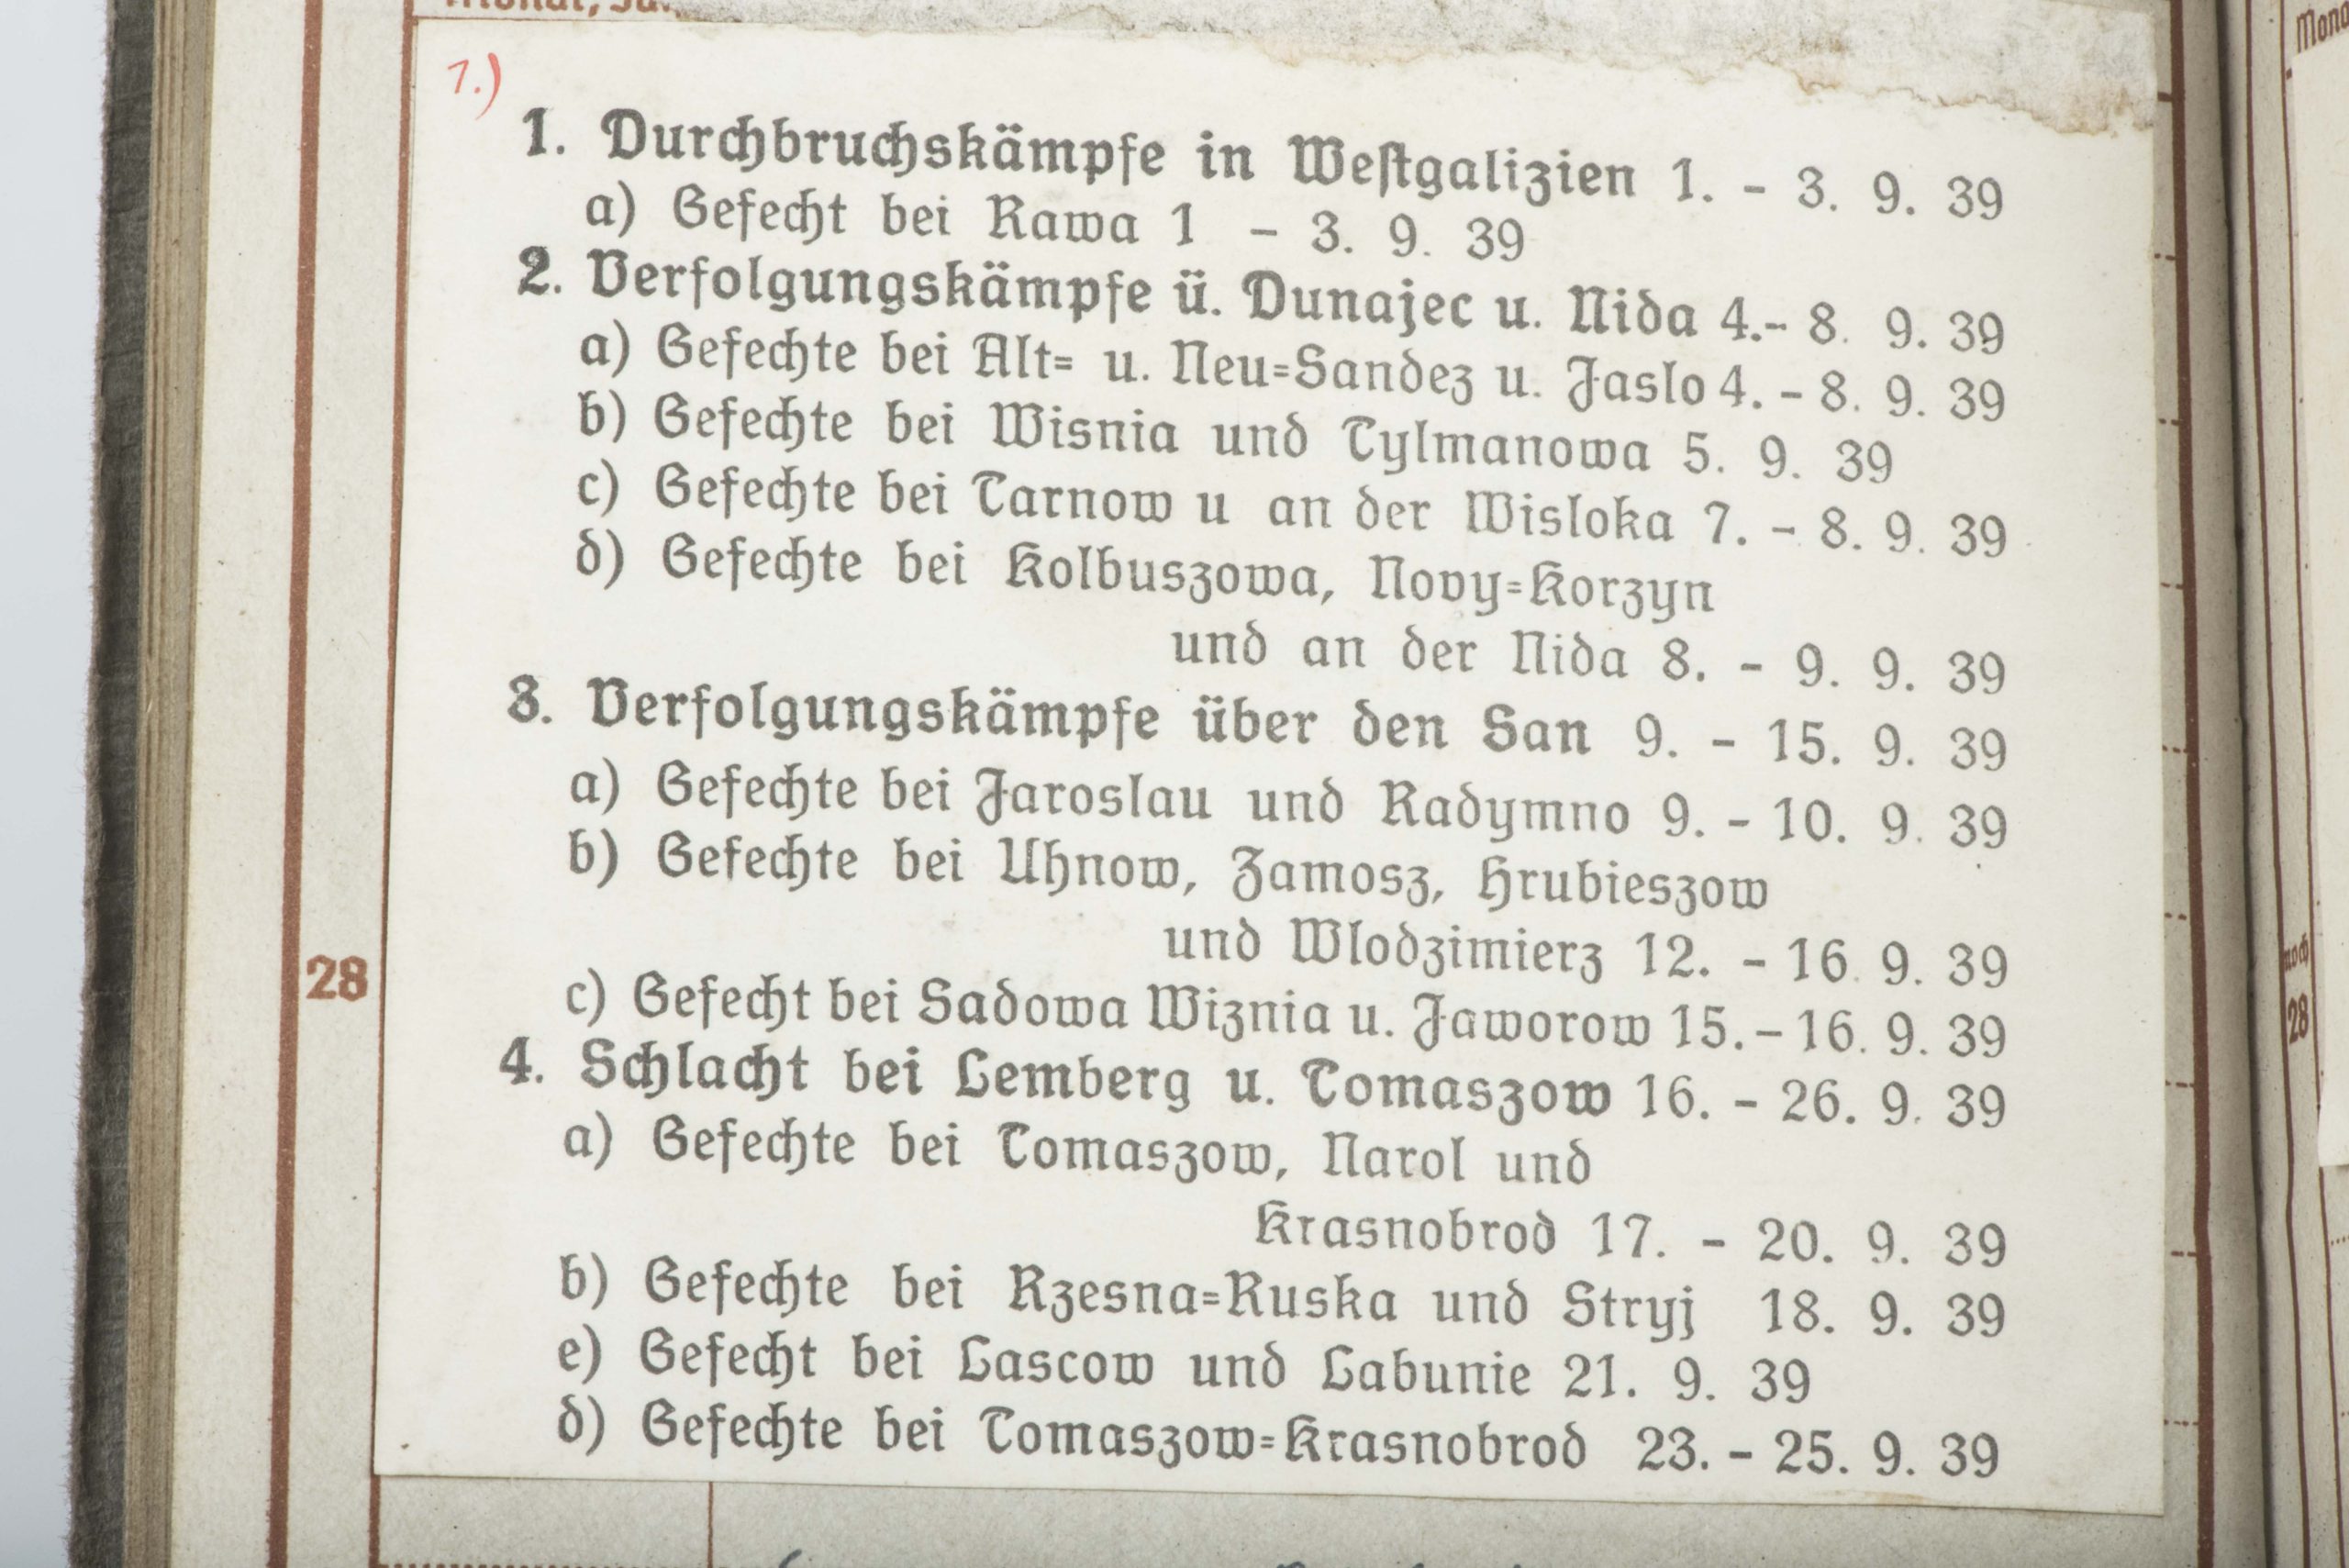 1.)
1. Durchbruchskämpfe in Westgalizien 1. - 3. 9. 39
a) Gefecht bei Rawa 1 - 3. 9. 39
2. Verfolgungskämpfe ü. Dunajec u. Nida 4.- 8. 9. 39
a) Gefechte bei Alt= u. Neu=Sandez u. Jaslo 4. - 8. 9. 39
b) Gefechte bei Wisnia und Tylmanowa 5. 9. 39
c) Gefechte bei Tarnow u an der Wisloka 7. - 8. 9. 39
d) Gefechte bei Kolbuszowa, Novy=Korzyn
und an der Nida 8. - 9. 9. 39
3. Verfolgungskämpfe über den San 9. - 15. 9. 39
a) Gefechte bei Jaroslau und Radymno 9. - 10. 9. 39
b) Gefechte bei Uhnow, Zamosz, Hrubieszow
und Wlodzimierz 12. - 16. 9. 39
28
c) Gefecht bei Sadowa Wiznia u. Jaworow 15. - 16. 9. 39
4. Schlacht bei Lemberg u. Tomaszow 16. - 26. 9. 39
a) Gefechte bei Tomaszow, Narol und
Krasnobrod 17. - 20. 9. 39
b) Gefechte bei Rzesna=Ruska und Stryj 18. 9. 39
e) Gefecht bei Lascow und Labunie 21. 9. 39
d) Gefechte bei Tomaszow=Krasnobrod 23. - 25. 9. 39
noch
28